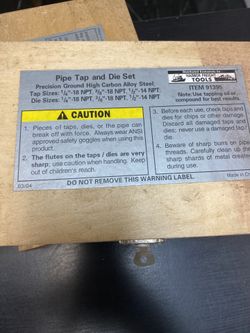 Pipe Tap and Die Set
Precision Ground High Carbon Alloy Steel.
Tap Sizes: 1/4"-18 NPT, 3/8"-18 NPT, 1/2"-14 NPT
Die Sizes: 1/4"-18 NPT, 3/8"-18 NPT, 1/2"-14 NPT
HARBOR FREIGHT
TOOLS
ITEM 91395
Note: Use tapping oil or
compound for best results.
CAUTION
1. Pieces of taps, dies, or the pipe can
break off with force. Always wear ANSI
approved safety goggles when using this
product.
2. The flutes on the taps / dies are very
sharp; use caution when handling. Keep
out of children's reach.
3. Before each use, check taps and
dies for chips or other damage.
Discard all damaged taps and
dies; never use a damaged tap
die.
4. Beware of sharp burrs on pipe
threads. Carefully clean up the
sharp shards of metal created
during use.
03/04
DO NOT REMOVE THIS WARNING LABEL.
Made in